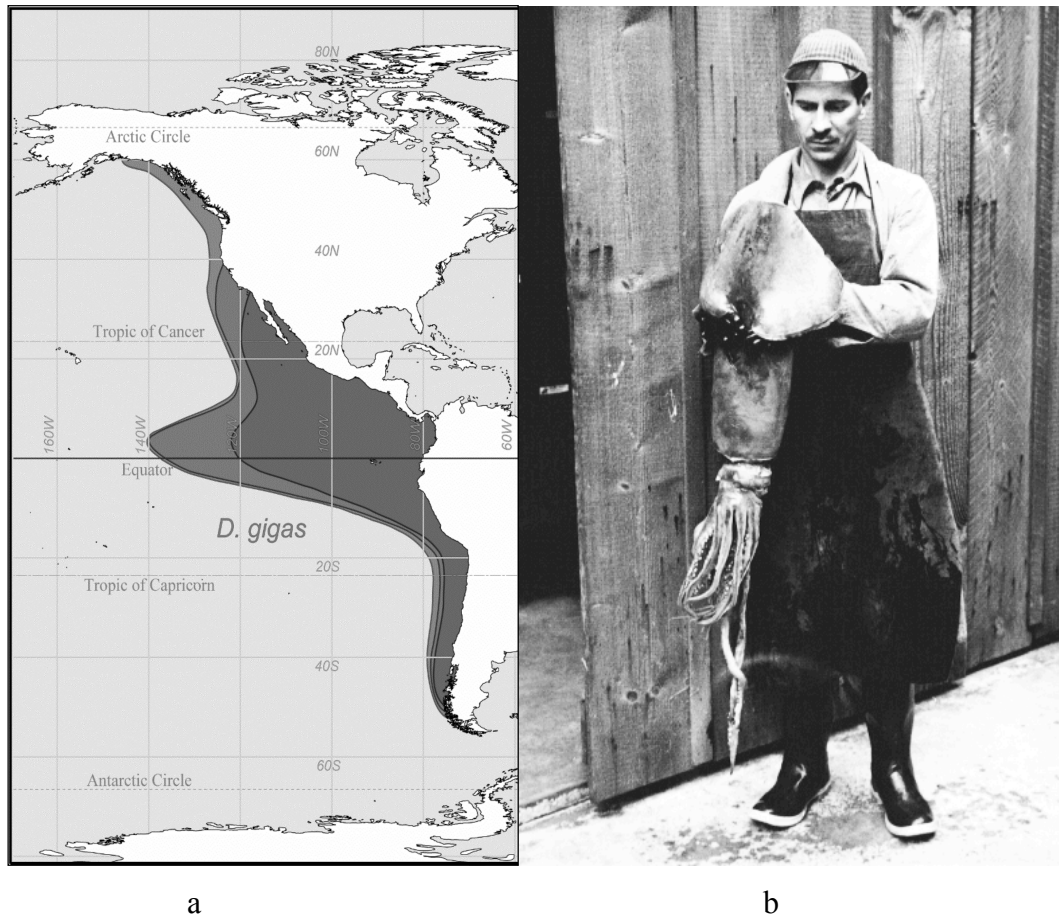 80N
Arctic Circle
60N
40N
Tropic of Cancer
20N
160W
140W
100W
80W
60W
Equator
D. gigas
20S
Tropic of Capricorn
40S
60S
Antarctic Circle
a
b